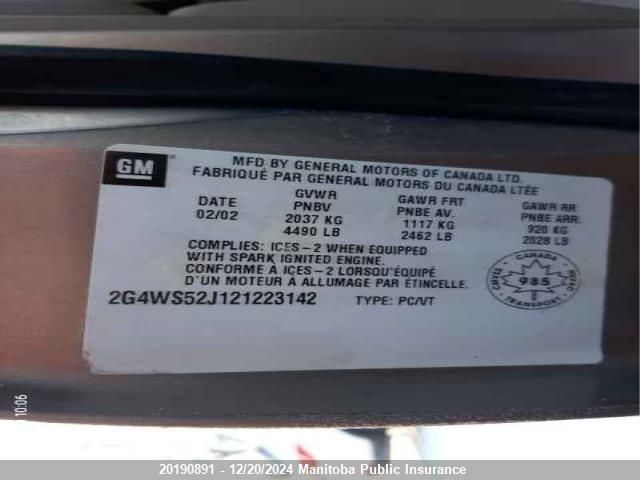 GM
MFD BY GENERAL MOTORS OF CANADA LTD.
FABRIQUÉ PAR GENERAL MOTORS DU CANADA LTÉE
DATE GVWR GAWR FRT GAWR RR
02/02 PNBV PNBE AV. PNBE ARR.
2037 KG 1117 KG 920 KG
4490 LB 2462 LB 2028 LB
COMPLIES: ICES-2 WHEN EQUIPPED
WITH SPARK IGNITED ENGINE.
CONFORME À ICES-2 LORSQU'ÉQUIPÉ
D'UN MOTEUR A ALLUMAGE PAR ÉTINCELLE.
CANADA
985
TRANSPORT
2G4WS52J121223142 TYPE: PC/VT
10:06
20190891 - 12/20/2024 Manitoba Public Insurance